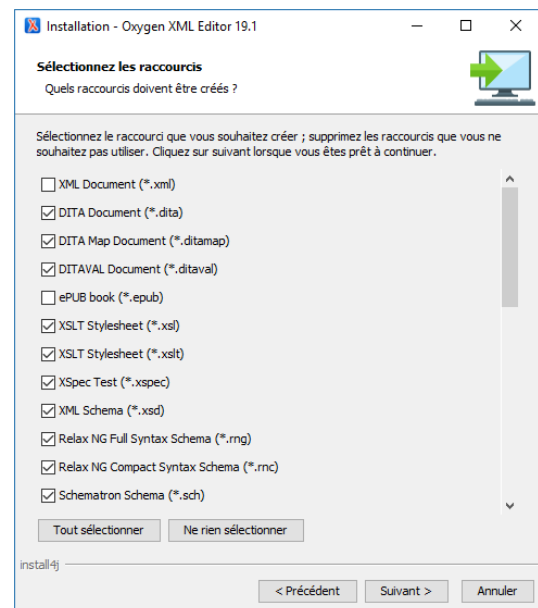 Installation - Oxygen XML Editor 19.1
Sélectionnez les raccourcis
Quels raccourcis doivent être créés ?
Sélectionnez le raccourci que vous souhaitez créer ; supprimez les raccourcis que vous ne
souhaitez pas utiliser. Cliquez sur suivant lorsque vous êtes prêt à continuer.
XML Document (*.xml)
DITA Document (*.dita)
DITA Map Document (*.ditamap)
DITAVAL Document (*.ditaval)
ePUB book (*.epub)
XSLT Stylesheet (*.xsl)
XSLT Stylesheet (*.xslt)
XSpec Test (*.xspec)
XML Schema (*.xsd)
Relax NG Full Syntax Schema (*.rng)
Relax NG Compact Syntax Schema (*.rnc)
Schematron Schema (*.sch)
Tout sélectionner Ne rien sélectionner
install4j
< Précédent Suivant > Annuler